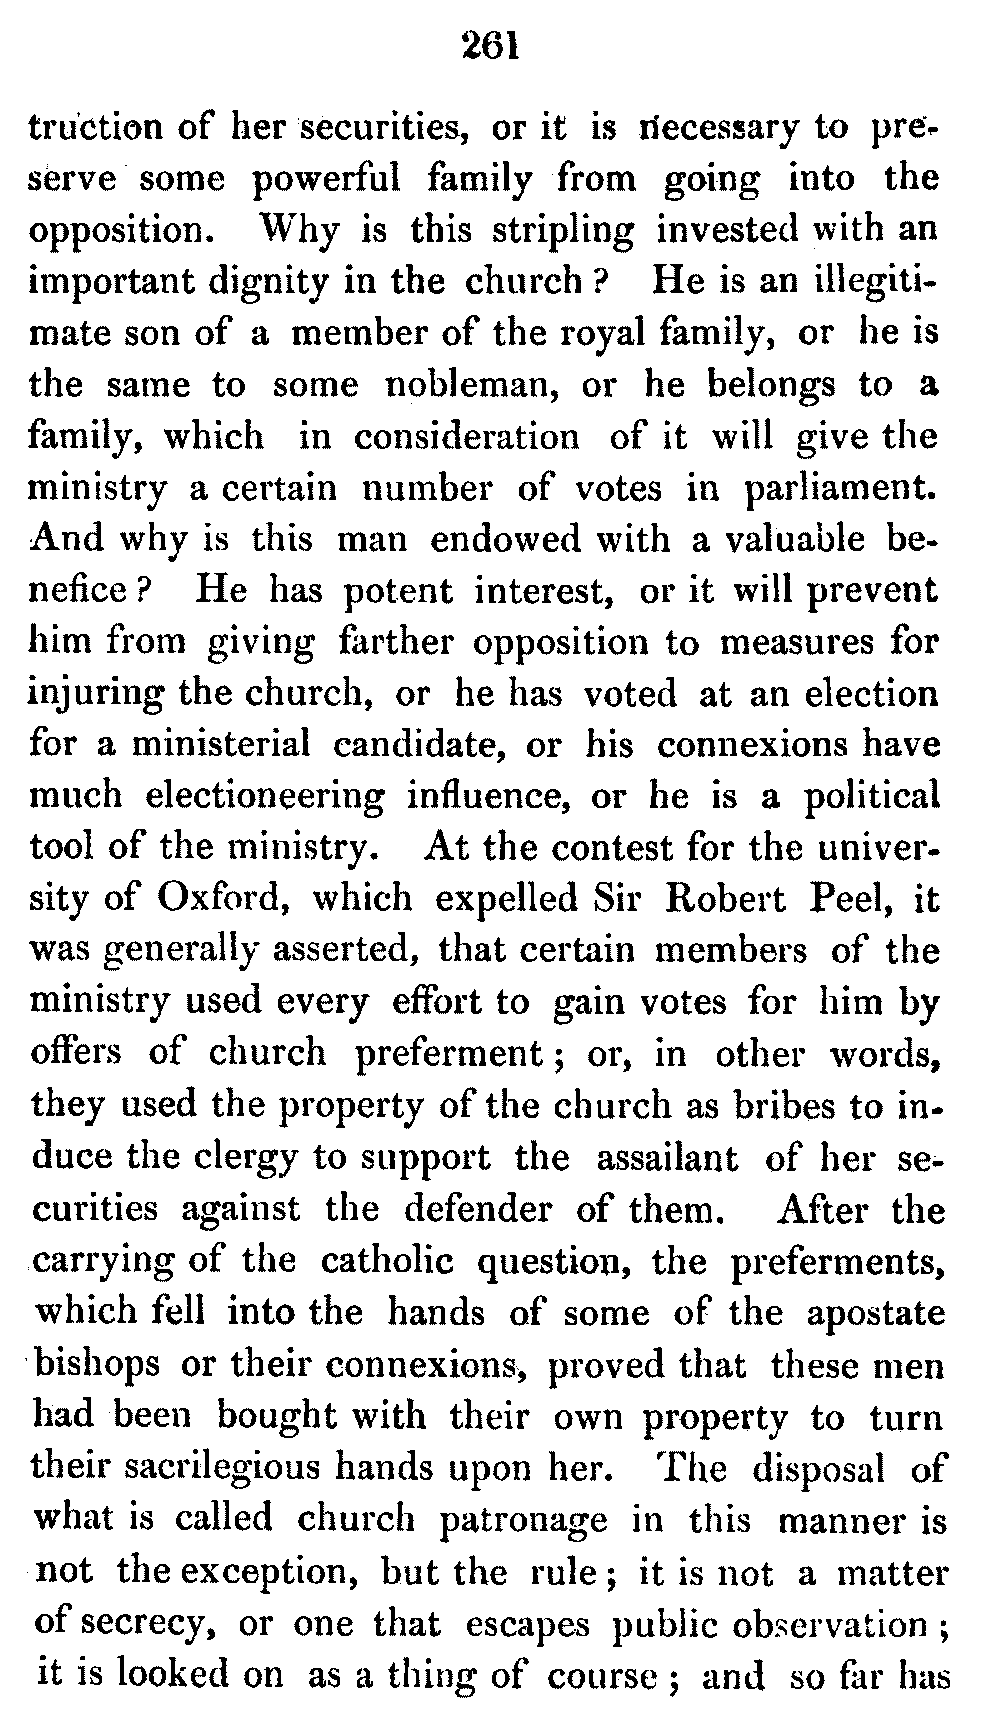 261
truction of her securities, or it is necessary to pre-
serve some powerful family from going into the
opposition. Why is this stripling invested with an
important dignity in the church ? He is an illegiti-
mate son of a member of the royal family, or he is
the same to some nobleman, or he belongs to a
family, which in consideration of it will give the
ministry a certain number of votes in parliament.
And why is this man endowed with a valuable be-
nefice ? He has potent interest, or it will prevent
him from giving farther opposition to measures for
injuring the church, or he has voted at an election
for a ministerial candidate, or his connexions have
much electioneering influence, or he is a political
tool of the ministry. At the contest for the univer-
sity of Oxford, which expelled Sir Robert Peel, it
was generally asserted, that certain members of the
ministry used every effort to gain votes for him by
offers of church preferment ; or, in other words,
they used the property of the church as bribes to in-
duce the clergy to support the assailant of her se-
curities against the defender of them. After the
carrying of the catholic question, the preferments,
which fell into the hands of some of the apostate
bishops or their connexions, proved that these men
had been bought with their own property to turn
their sacrilegious hands upon her. The disposal of
what is called church patronage in this manner is
not the exception, but the rule ; it is not a matter
of secrecy, or one that escapes public observation ;
it is looked on as a thing of course ; and so far has